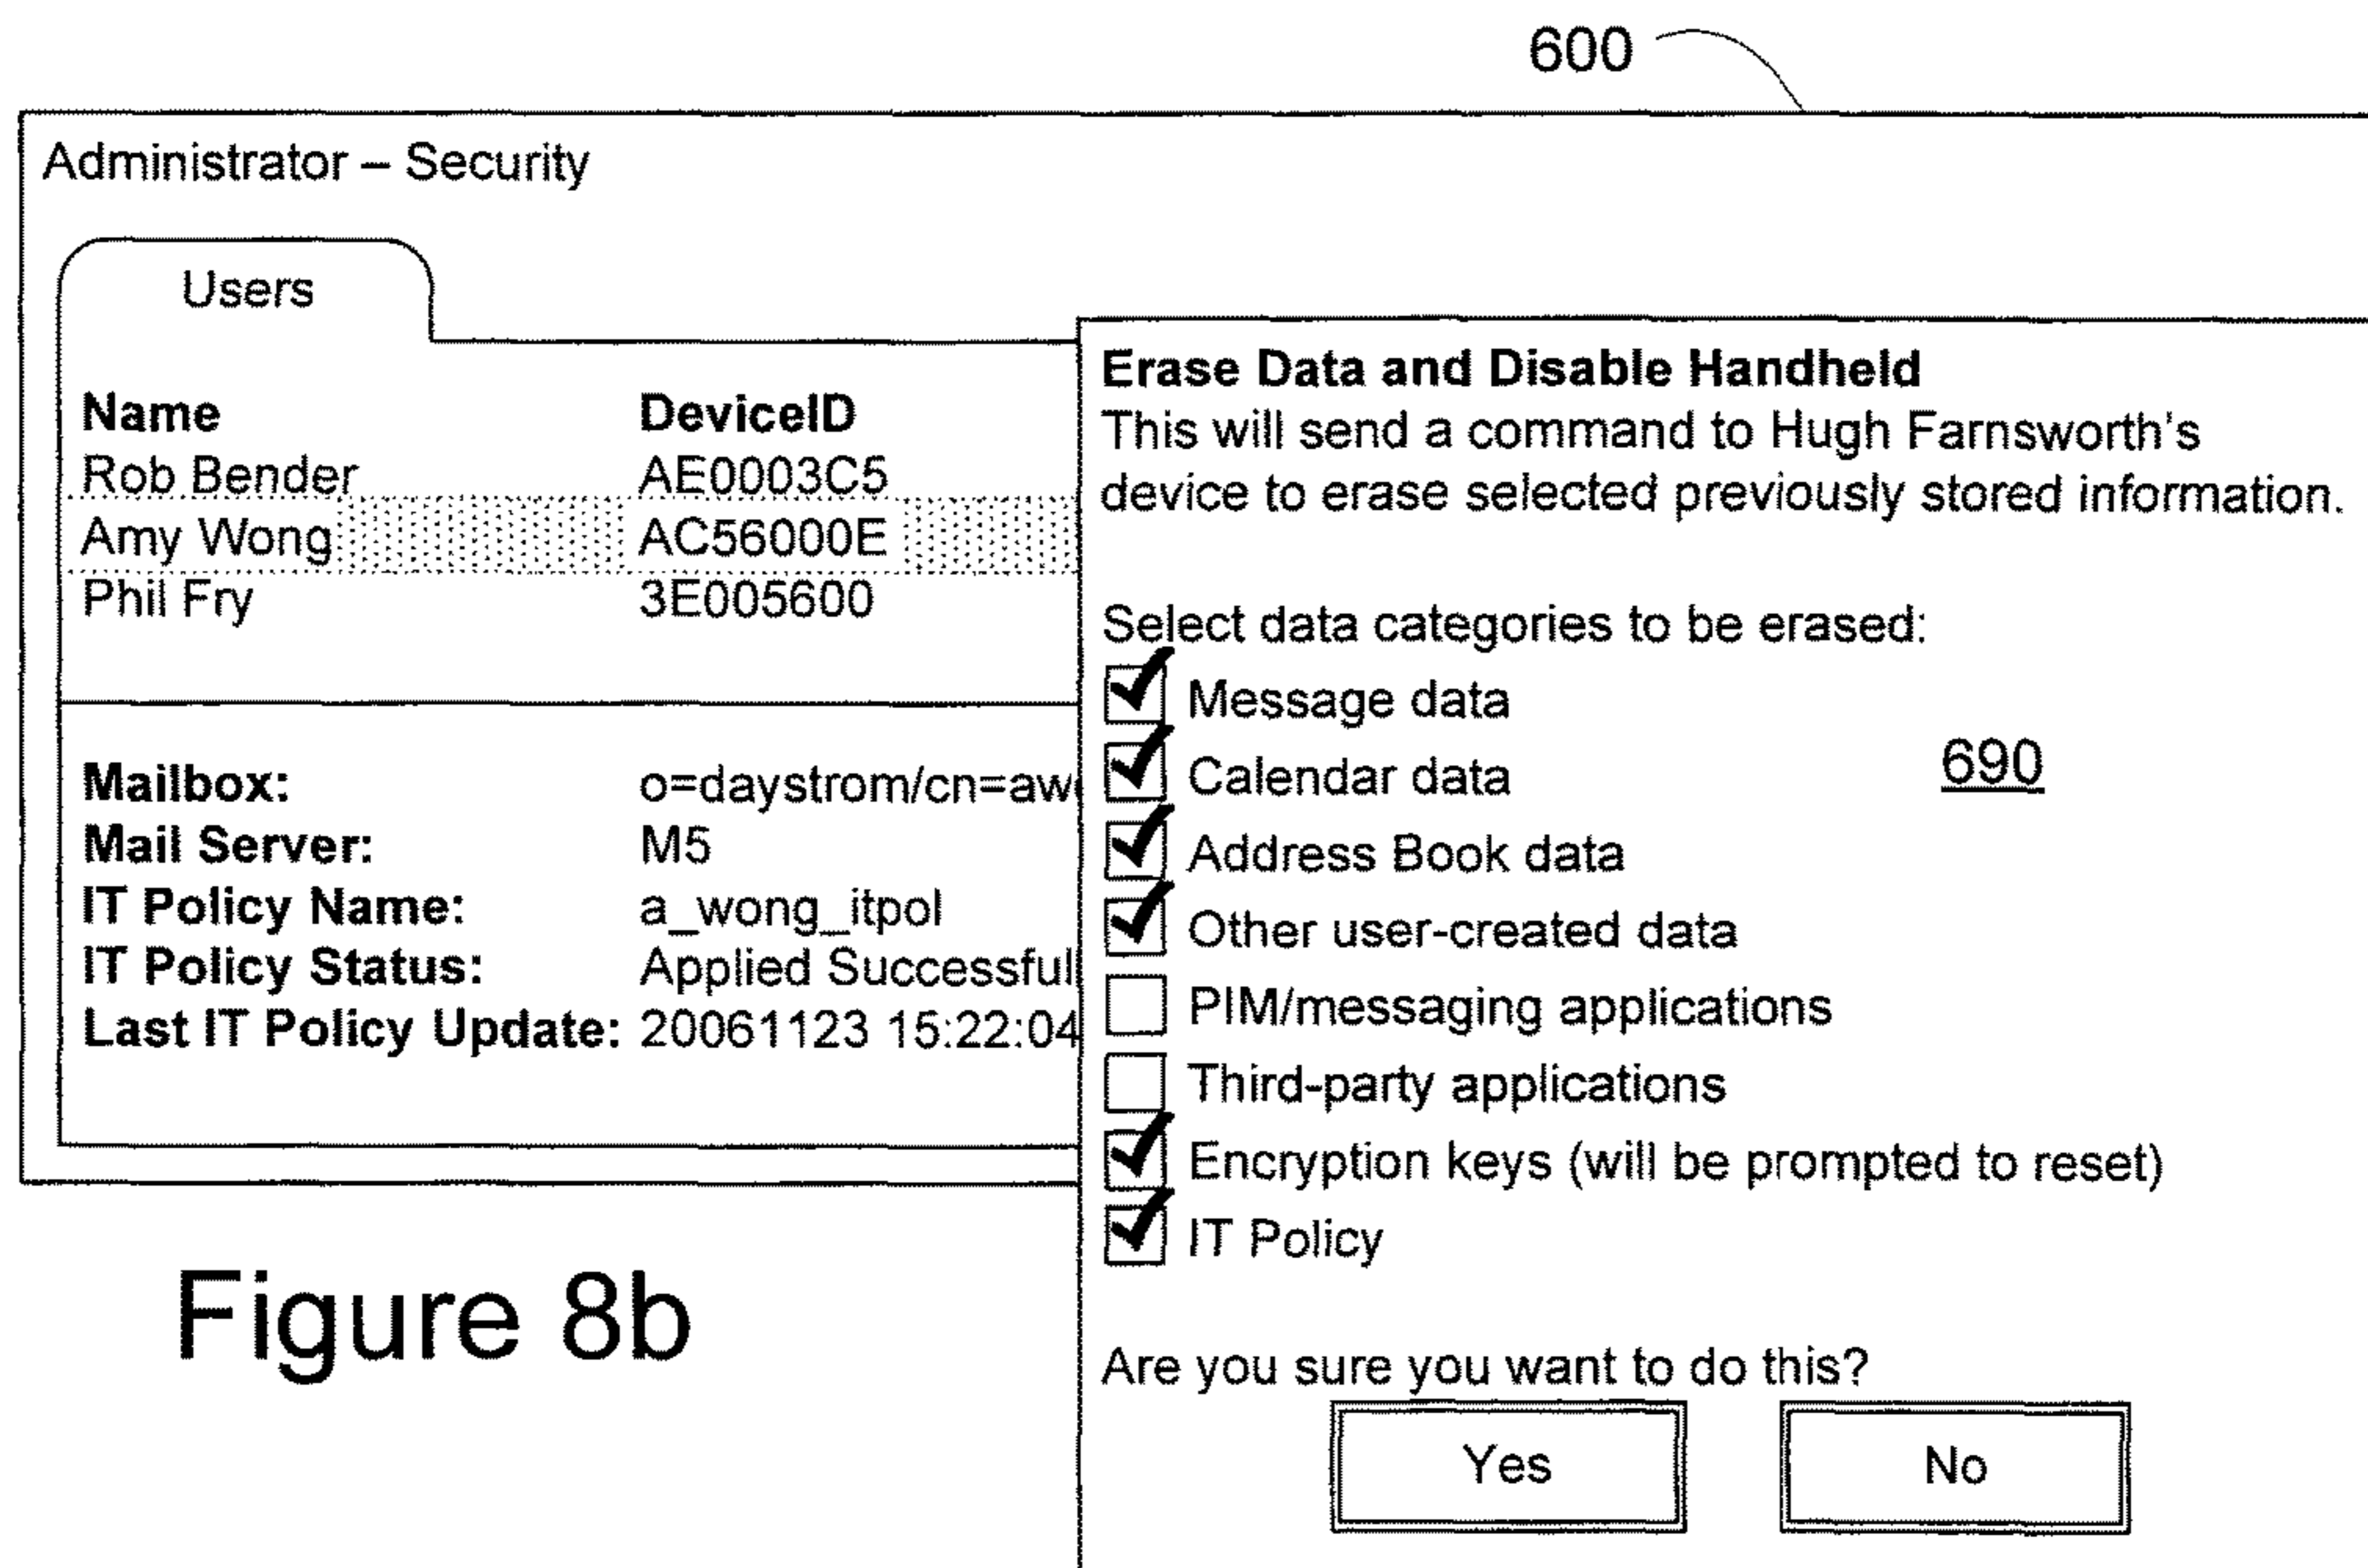 600
Administrator – Security
Users
Name DeviceID
Rob Bender AE0003C5
Amy Wong AC56000E
Phil Fry 3E005600
Mailbox: o=daystrom/cn=aw
Mail Server: M5
IT Policy Name: a_wong_itpol
IT Policy Status: Applied Successful
Last IT Policy Update: 20061123 15:22:04
Erase Data and Disable Handheld
This will send a command to Hugh Farnsworth's
device to erase selected previously stored information.
Select data categories to be erased:
Message data
Calendar data
690
Address Book data
Other user-created data
PIM/messaging applications
Third-party applications
Encryption keys (will be prompted to reset)
IT Policy
Are you sure you want to do this?
Yes No
Figure 8b